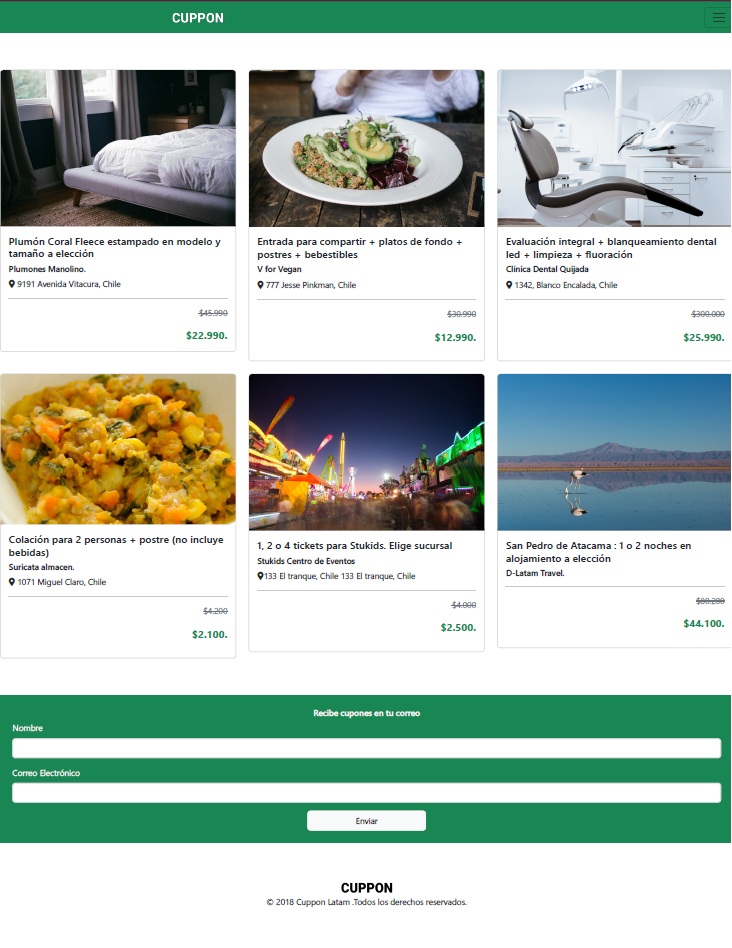 CUPPON
Plumón Coral Fleece estampado en modelo y
tamaño a elección
Plumones Manolino.
9191 Avenida Vitacura, Chile
$45.990
$22.990.
Entrada para compartir + platos de fondo +
postres + bebestibles
V for Vegan
777 Jesse Pinkman, Chile
$30.990
$12.990.
Evaluación integral + blanqueamiento dental
led + limpieza + fluoración
Clínica Dental Quijada
1342, Blanco Encalada, Chile
$300.000
$25.990.
Colación para 2 personas + postre (no incluye
bebidas)
Suricata almacen.
1071 Miguel Claro, Chile
$4.200
$2.100.
1, 2 o 4 tickets para Stukids. Elige sucursal
Stukids Centro de Eventos
133 El tranque, Chile 133 El tranque, Chile
$4.000
$2.500.
San Pedro de Atacama : 1 o 2 noches en
alojamiento a elección
D-Latam Travel.
$88.200
$44.100.
Recibe cupones en tu correo
Nombre
Correo Electrónico
Enviar
CUPPON
© 2018 Cuppon Latam .Todos los derechos reservados.